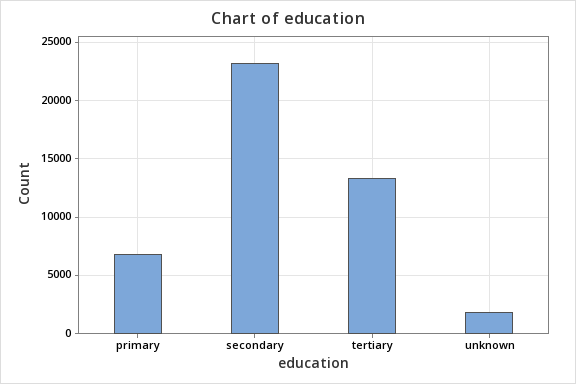 Chart of education
25000
20000
15000
10000
5000
0
Count
primary secondary tertiary unknown
education